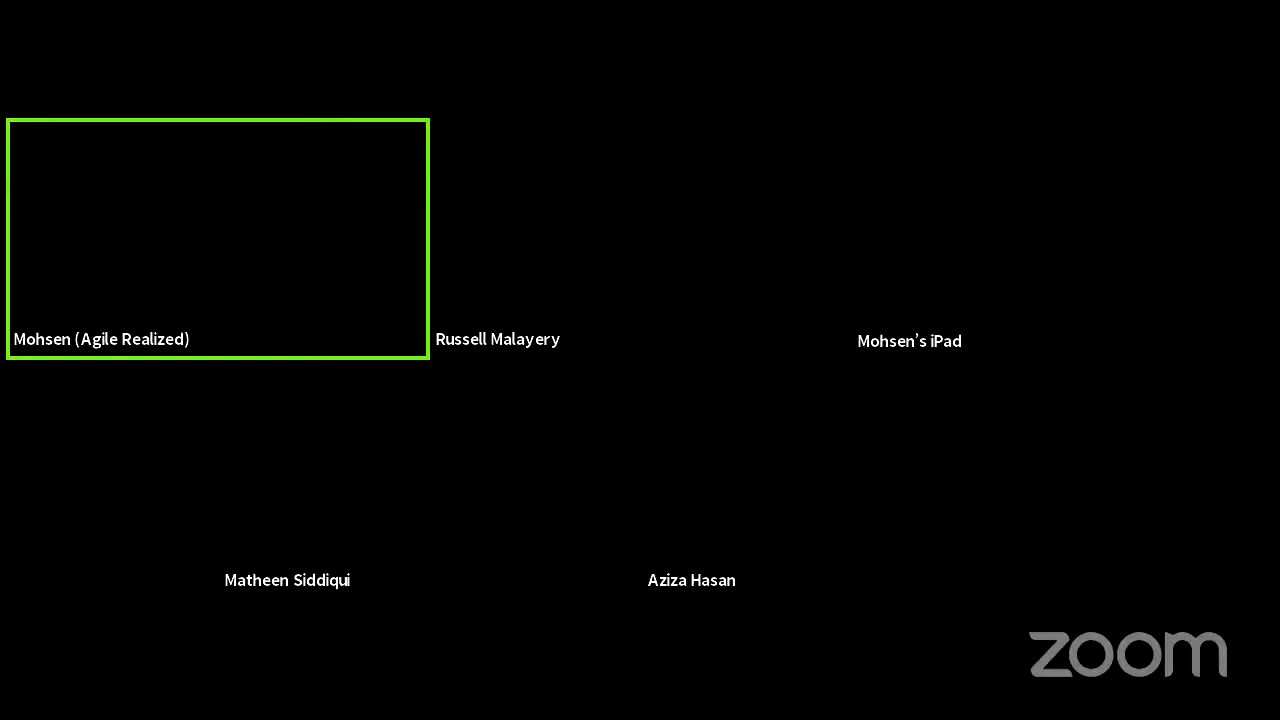 Mohsen (Agile Realized)
Russell Malayery
Mohsen’s iPad
Matheen Siddiqui
Aziza Hasan
zoom